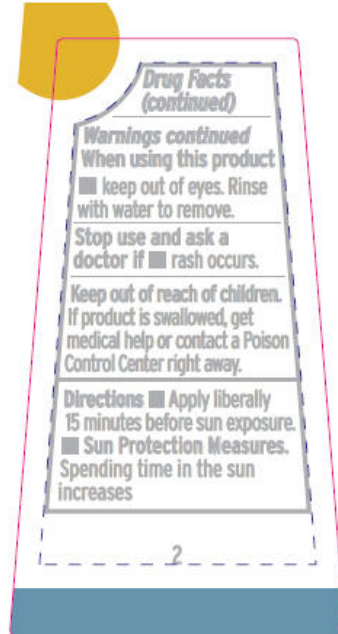 Drug Facts
(continued)
Warnings continued
When using this product
■ keep out of eyes. Rinse
with water to remove.
Stop use and ask a
doctor if ■ rash occurs.
Keep out of reach of children.
If product is swallowed, get
medical help or contact a Poison
Control Center right away.
Directions ■ Apply liberally
15 minutes before sun exposure.
■ Sun Protection Measures.
Spending time in the sun
increases
2